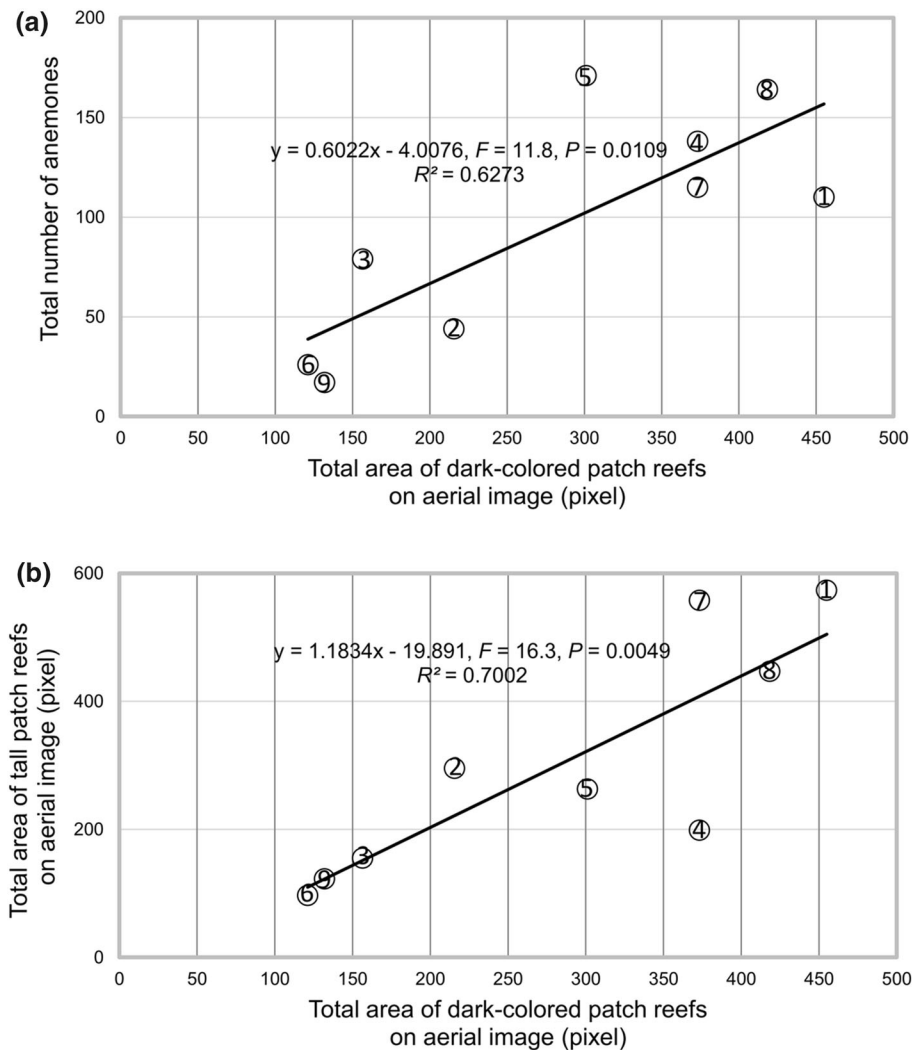 (a)
200
150
100
50
0
Total number of anemones
y = 0.6022x - 4.0076, F = 11.8, P = 0.0109
R² = 0.6273
⑤
⑧
④
⑦
①
③
②
⑥
⑨
0 50 100 150 200 250 300 350 400 450 500
Total area of dark-colored patch reefs
on aerial image (pixel)
(b)
600
400
200
0
Total area of tall patch reefs
on aerial image (pixel)
y = 1.1834x - 19.891, F = 16.3, P = 0.0049
R² = 0.7002
①
⑦
⑧
②
⑤
④
③
⑨
⑥
0 50 100 150 200 250 300 350 400 450 500
Total area of dark-colored patch reefs
on aerial image (pixel)